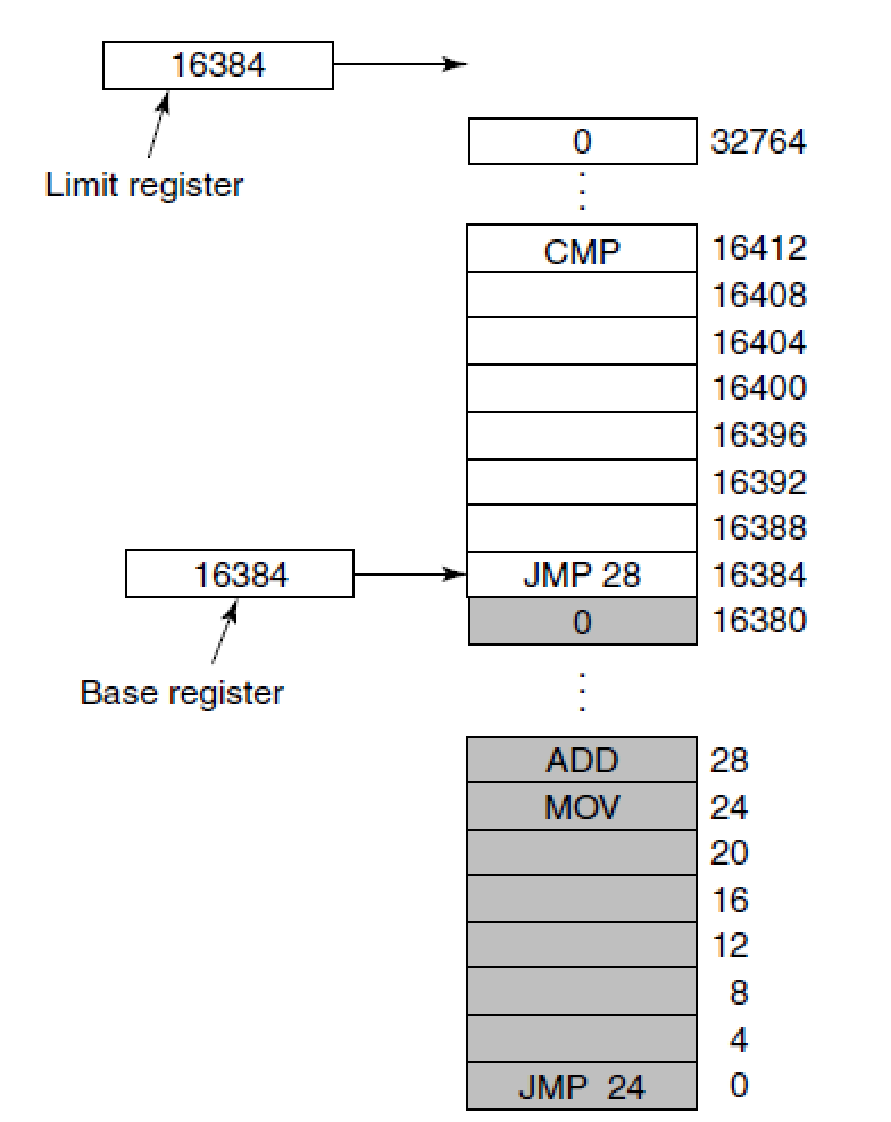 16384
Limit register
0 32764
CMP 16412
16408
16404
16400
16396
16392
16388
16384 JMP 28 16384
0 16380
Base register
ADD 28
MOV 24
20
16
12
8
4
JMP 24 0